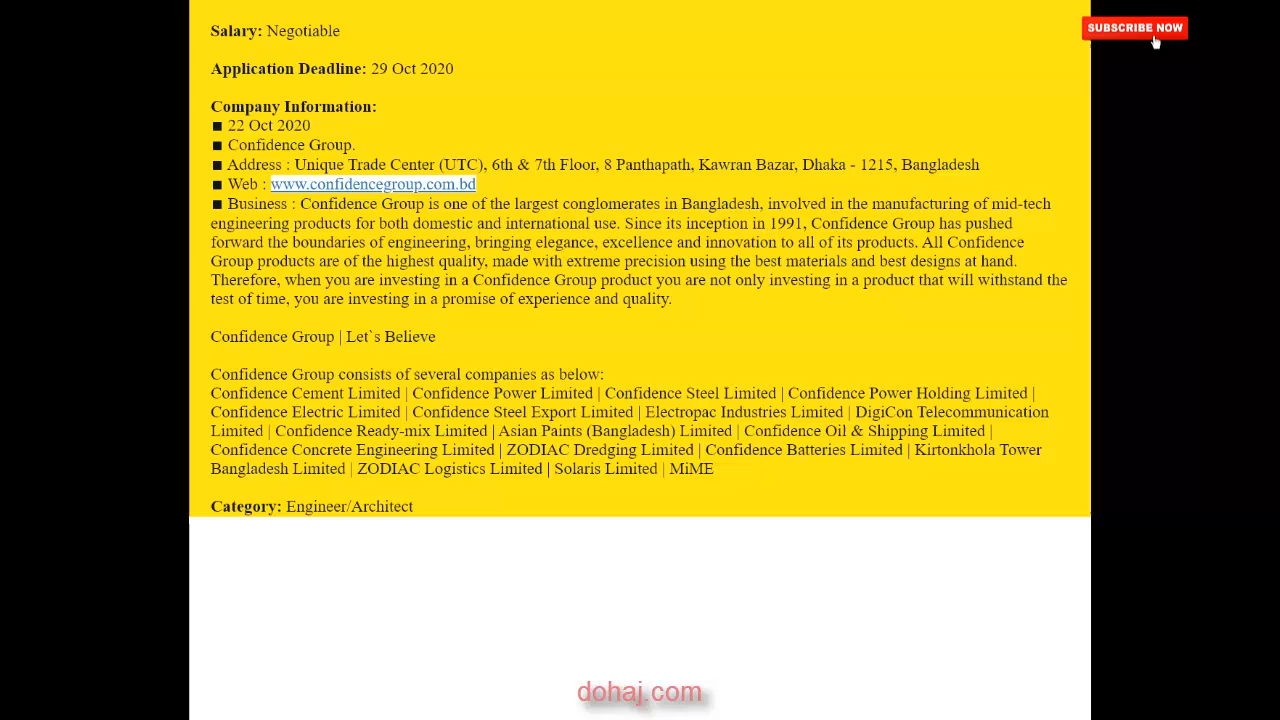 Salary: Negotiable
SUBSCRIBE NOW
Application Deadline: 29 Oct 2020
Company Information:
■ 22 Oct 2020
■ Confidence Group.
■ Address : Unique Trade Center (UTC), 6th & 7th Floor, 8 Panthapath, Kawran Bazar, Dhaka - 1215, Bangladesh
■ Web : www.confidencegroup.com.bd
■ Business : Confidence Group is one of the largest conglomerates in Bangladesh, involved in the manufacturing of mid-tech
engineering products for both domestic and international use. Since its inception in 1991, Confidence Group has pushed
forward the boundaries of engineering, bringing elegance, excellence and innovation to all of its products. All Confidence
Group products are of the highest quality, made with extreme precision using the best materials and best designs at hand.
Therefore, when you are investing in a Confidence Group product you are not only investing in a product that will withstand the
test of time, you are investing in a promise of experience and quality.
Confidence Group | Let`s Believe
Confidence Group consists of several companies as below:
Confidence Cement Limited | Confidence Power Limited | Confidence Steel Limited | Confidence Power Holding Limited |
Confidence Electric Limited | Confidence Steel Export Limited | Electropac Industries Limited | DigiCon Telecommunication
Limited | Confidence Ready-mix Limited | Asian Paints (Bangladesh) Limited | Confidence Oil & Shipping Limited |
Confidence Concrete Engineering Limited | ZODIAC Dredging Limited | Confidence Batteries Limited | Kirtonkhola Tower
Bangladesh Limited | ZODIAC Logistics Limited | Solaris Limited | MiME
Category: Engineer/Architect
dohaj.com